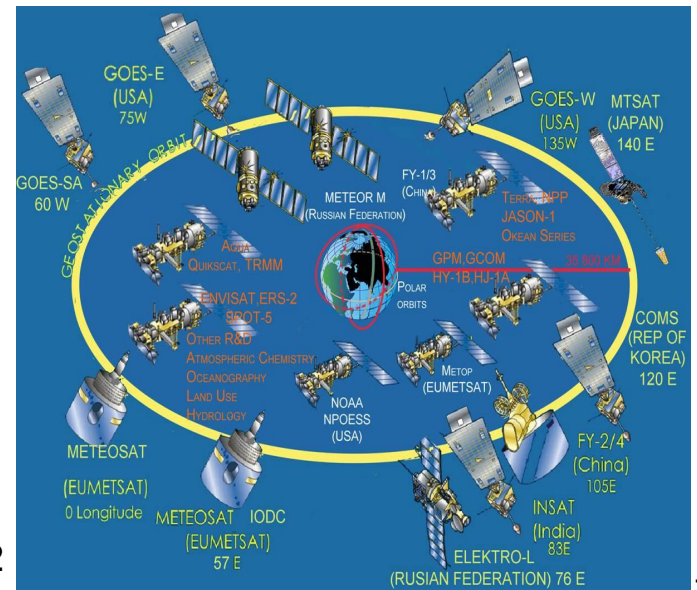 GOES-E
(USA)
75W
GOES-SA
60 W
GEOSTATIONARY ORBIT
GOES-W
(USA)
135W
MTSAT
(JAPAN)
140 E
FY-1/3
(CHINA)
TERRA, NPP
JASON-1
OKEAN SERIES
METEOR M
(RUSSIAN FEDERATION)
AQUA
QUIKSCAT, TRMM
GPM,GCOM
HY-1B,HJ-1A
35 800 KM
POLAR
ORBITS
ENVISAT,ERS-2
SPOT-5
OTHER R&D
ATMOSPHERIC CHEMISTRY
OCEANOGRAPHY
LAND USE
HYDROLOGY
COMS
(REP OF
KOREA)
120 E
METOP
(EUMETSAT)
NOAA
NPOESS
(USA)
METEOSAT
(EUMETSAT)
0 Longitude
METEOSAT IODC
(EUMETSAT)
57 E
FY-2/4
(China)
105E
INSAT
(India)
83E
ELEKTRO-L
(RUSIAN FEDERATION) 76 E